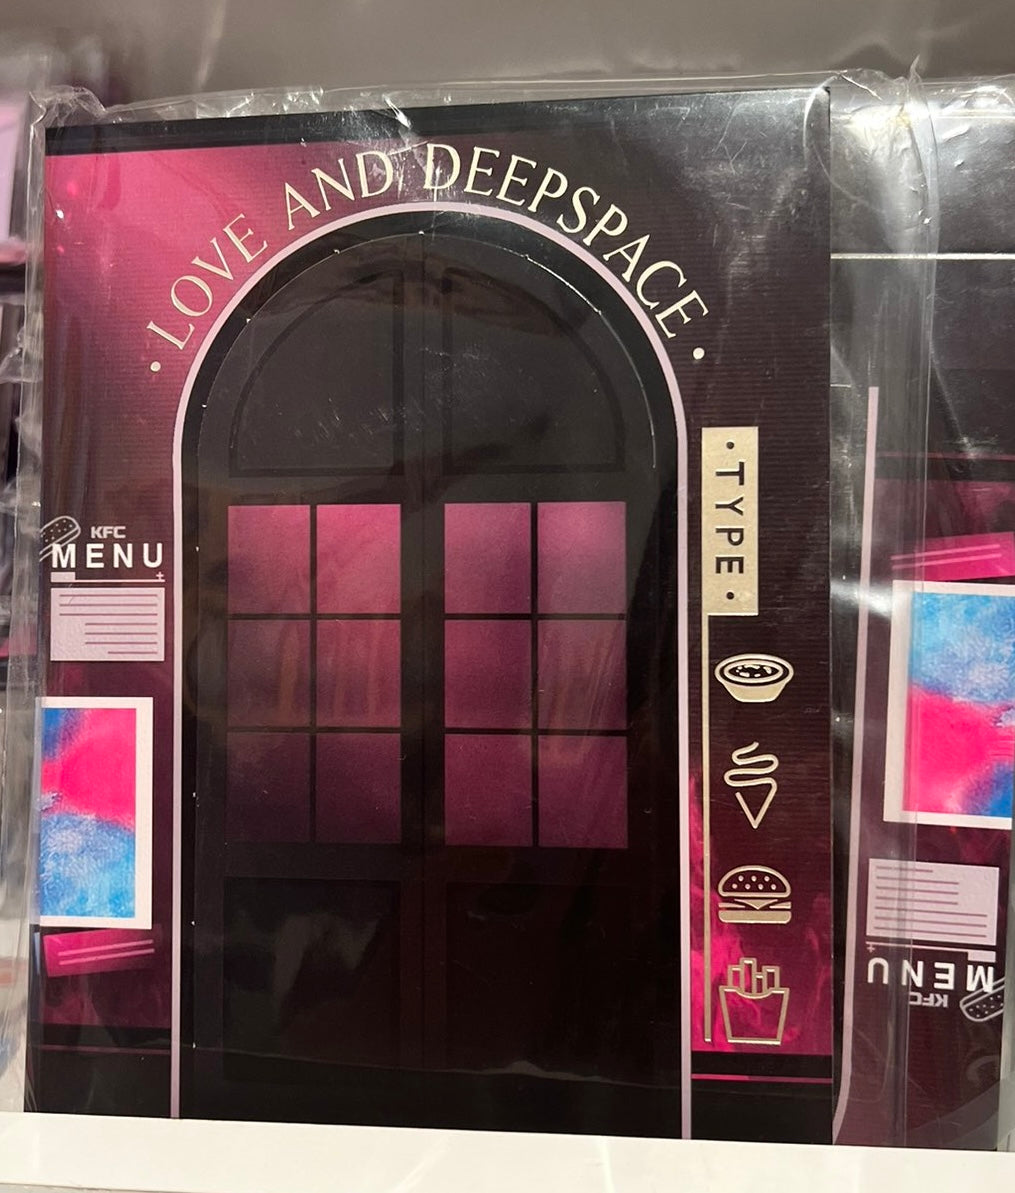 · LOVE AND DEEPSPACE ·
KFC
MENU
· TYPE ·
KFC
MENU